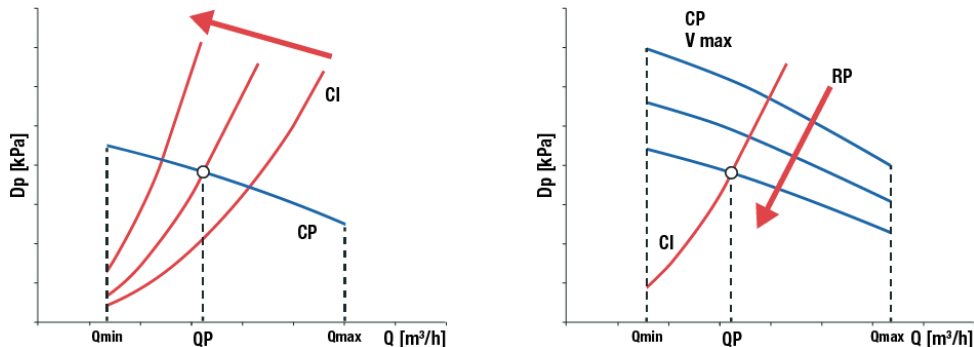 CI
Dp [kPa]
CP
Qmin
QP
Qmax
Q [m³/h]
CP
V max
RP
Dp [kPa]
CI
Qmin
QP
Qmax
Q [m³/h]